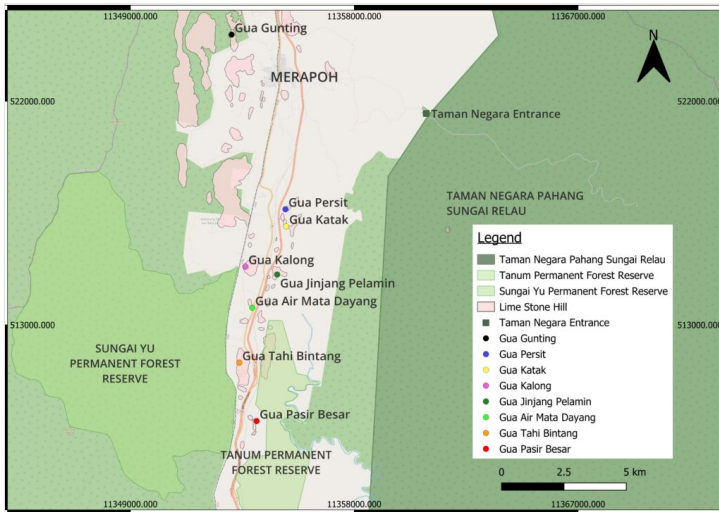 11349000.000
11358000.000
11367000.000
Gua Gunting
N
MERAPOH
522000.000
522000.000
Taman Negara Entrance
TAMAN NEGARA PAHANG
SUNGAI RELAU
Gua Persit
Gua Katak
Gua Kalong
Gua Jinjang Pelamin
Gua Air Mata Dayang
513000.000
513000.000
SUNGAI YU
PERMANENT FOREST
RESERVE
Gua Tahi Bintang
Gua Pasir Besar
TANUM PERMANENT
FOREST RESERVE
Legend
Taman Negara Pahang Sungai Relau
Tanum Permanent Forest Reserve
Sungai Yu Permanent Forest Reserve
Lime Stone Hill
Taman Negara Entrance
Gua Gunting
Gua Persit
Gua Katak
Gua Kalong
Gua Jinjang Pelamin
Gua Air Mata Dayang
Gua Tahi Bintang
Gua Pasir Besar
0 2.5 5 km
11349000.000
11358000.000
11367000.000